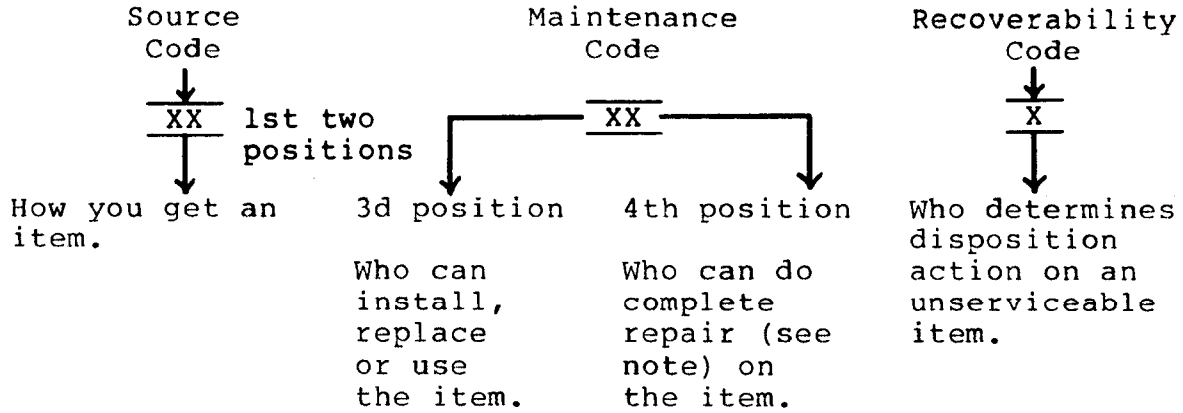 Source
Code
XX
1st two
positions
How you get an
item.
Maintenance
Code
XX
3d position
Who can
install,
replace
or use
the item.
4th position
Who can do
complete
repair (see
note) on
the item.
Recoverability
Code
X
Who determines
disposition
action on an
unserviceable
item.